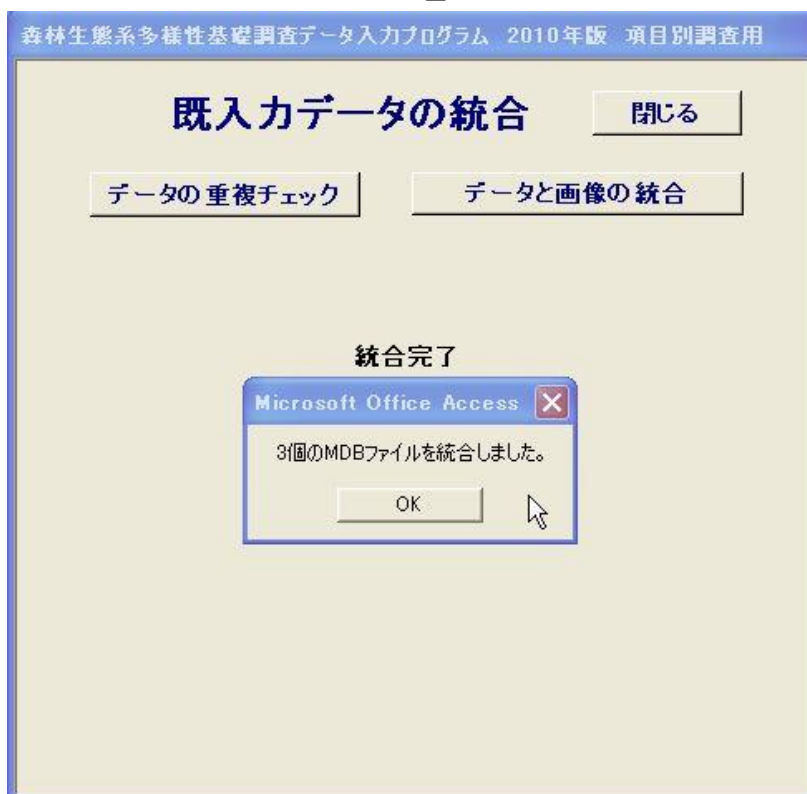 森林生態系多様性基礎調査データ入力プログラム 2010年版 項目別調査用
既入力データの統合 閉じる
データの重複チェック データと画像の統合
統合完了
Microsoft Office Access
3個のMDBファイルを統合しました。
OK